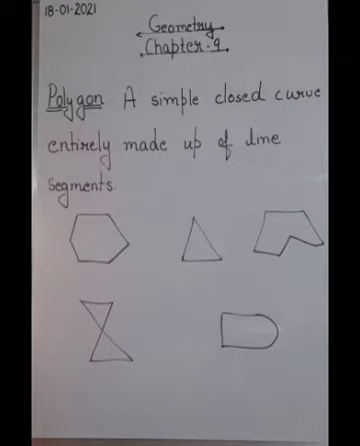 18-01-2021
Geometry
Chapter-9
Polygon: A simple closed curve
entirely made up of line
segments.